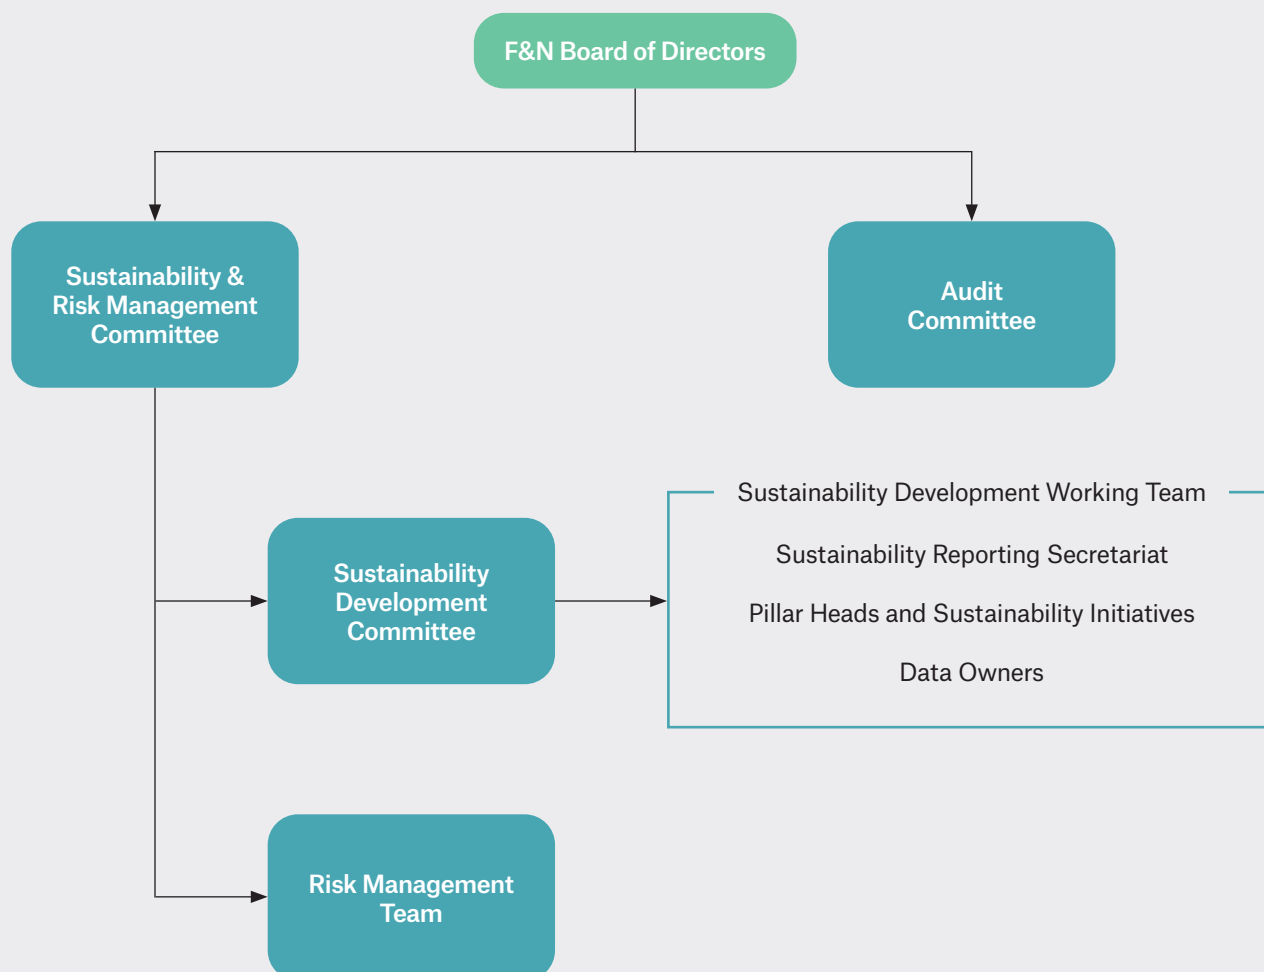 F&N Board of Directors
Sustainability &
Risk Management
Committee
Audit
Committee
Sustainability
Development
Committee
Sustainability Development Working Team
Sustainability Reporting Secretariat
Pillar Heads and Sustainability Initiatives
Data Owners
Risk Management
Team